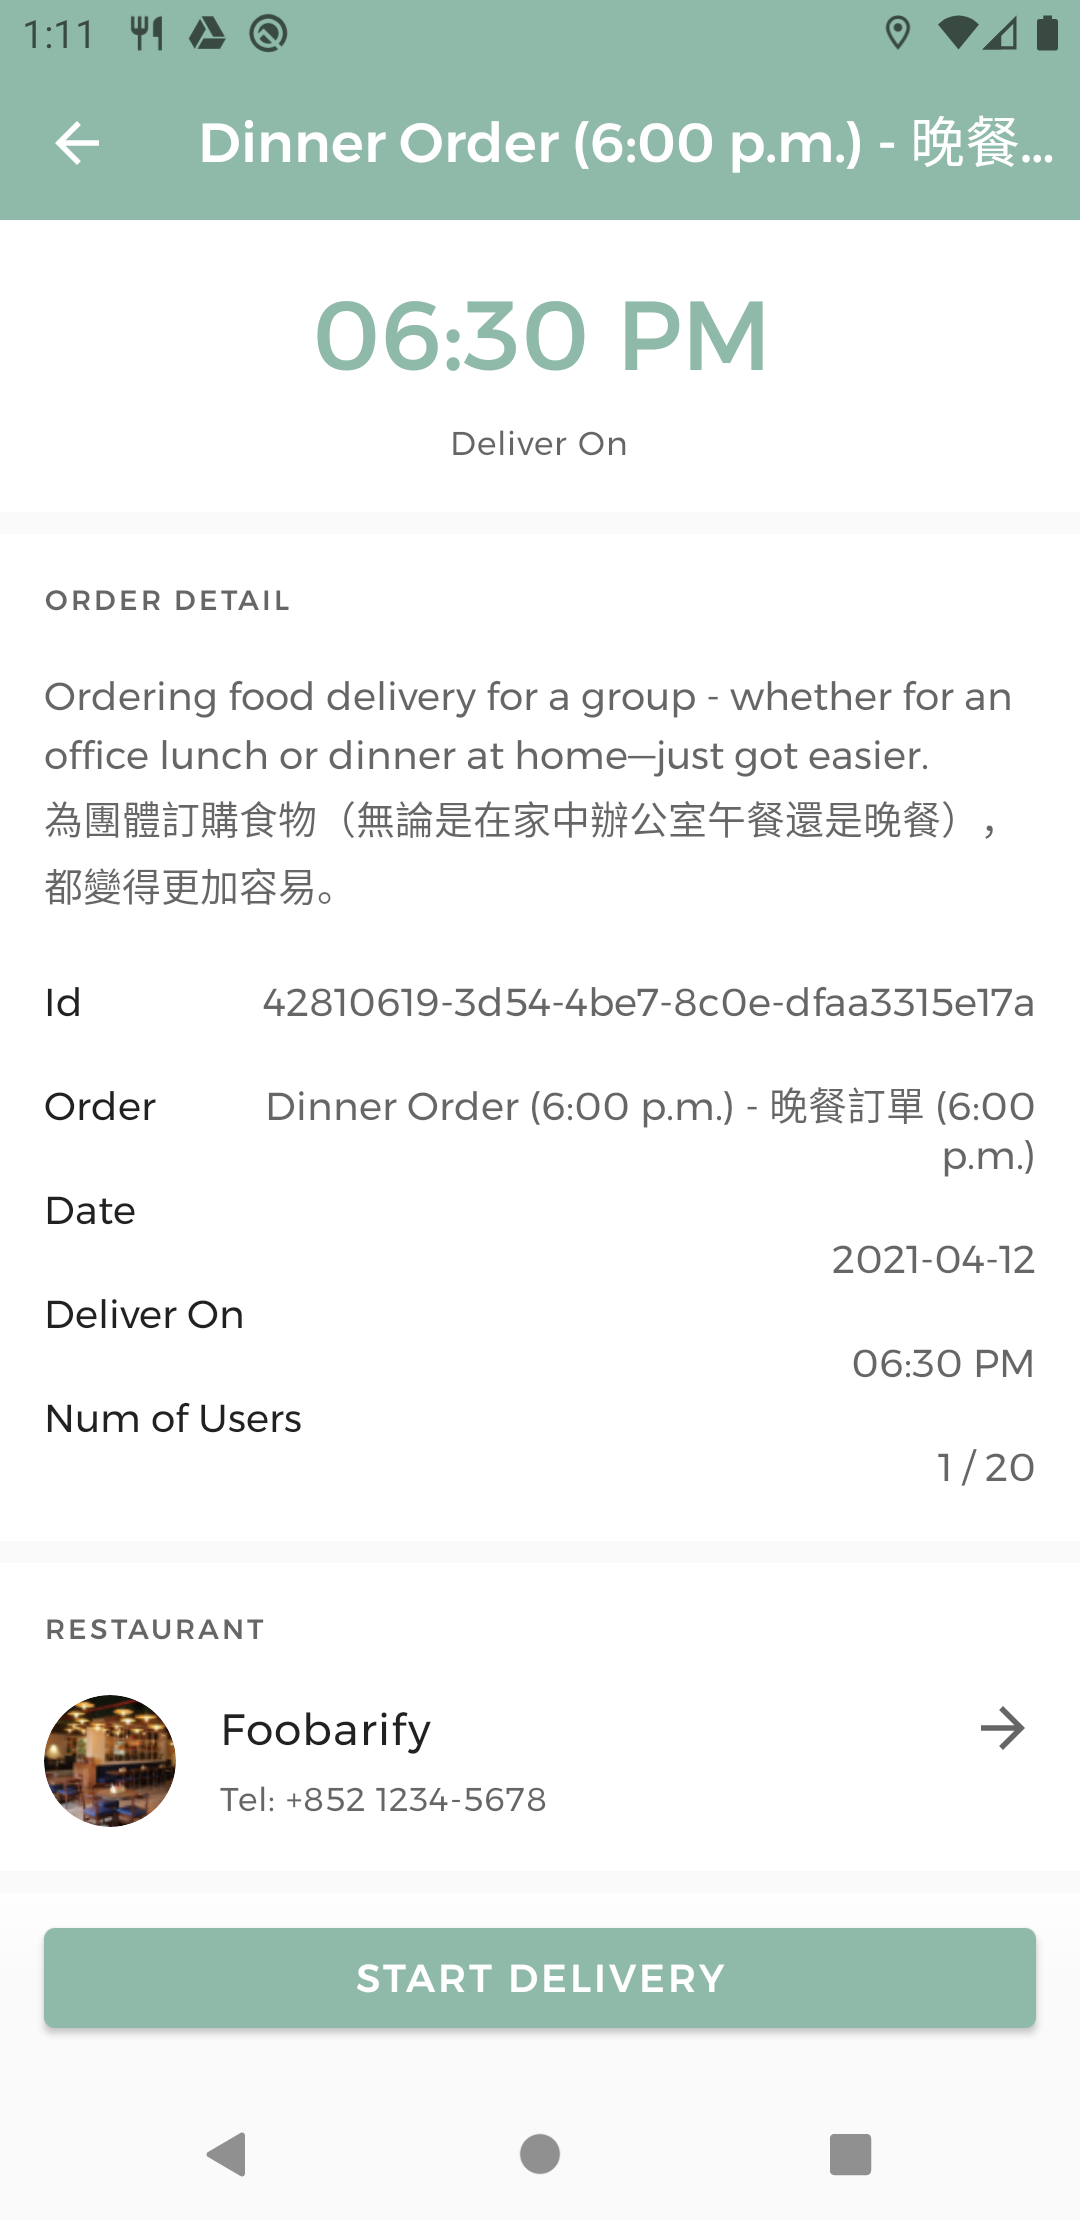 1:11
Dinner Order (6:00 p.m.) - 晚餐...
06:30 PM
Deliver On
ORDER DETAIL
Ordering food delivery for a group - whether for an
office lunch or dinner at home—just got easier.
為團體訂購食物（無論是在家中辦公室午餐還是晚餐），
都變得更加容易。
Id 42810619-3d54-4be7-8c0e-dfaa3315e17a
Order Dinner Order (6:00 p.m.) - 晚餐訂單 (6:00
p.m.)
Date
2021-04-12
Deliver On
06:30 PM
Num of Users
1 / 20
RESTAURANT
Foobarify
Tel: +852 1234-5678
START DELIVERY